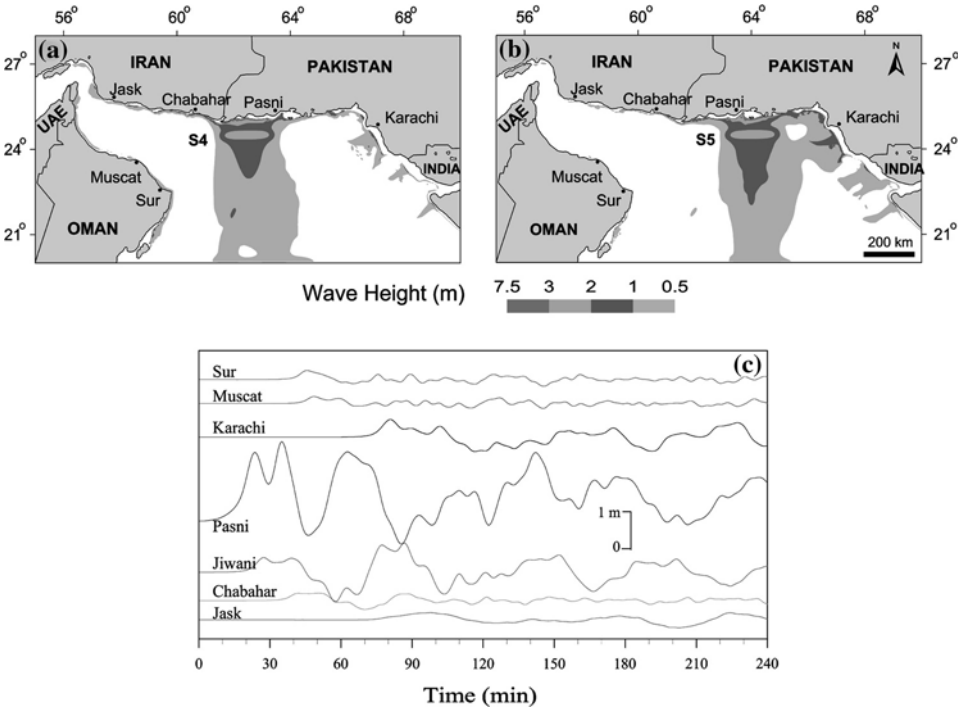 56° 60° 64° 68° 56° 60° 64° 68°
(a) (b) N
27° 27°
IRAN PAKISTAN IRAN PAKISTAN
Jask Chabahar Pasni Karachi Jask Chabahar Pasni Karachi
UAE UAE
24° S4 S5 24°
INDIA INDIA
Muscat Muscat
Sur Sur
OMAN OMAN
21° 21°
200 km
Wave Height (m) 7.5 3 2 1 0.5
(c)
Sur
Muscat
Karachi
1 m
Pasni
0
Jiwani
Chabahar
Jask
0 30 60 90 120 150 180 210 240
Time (min)